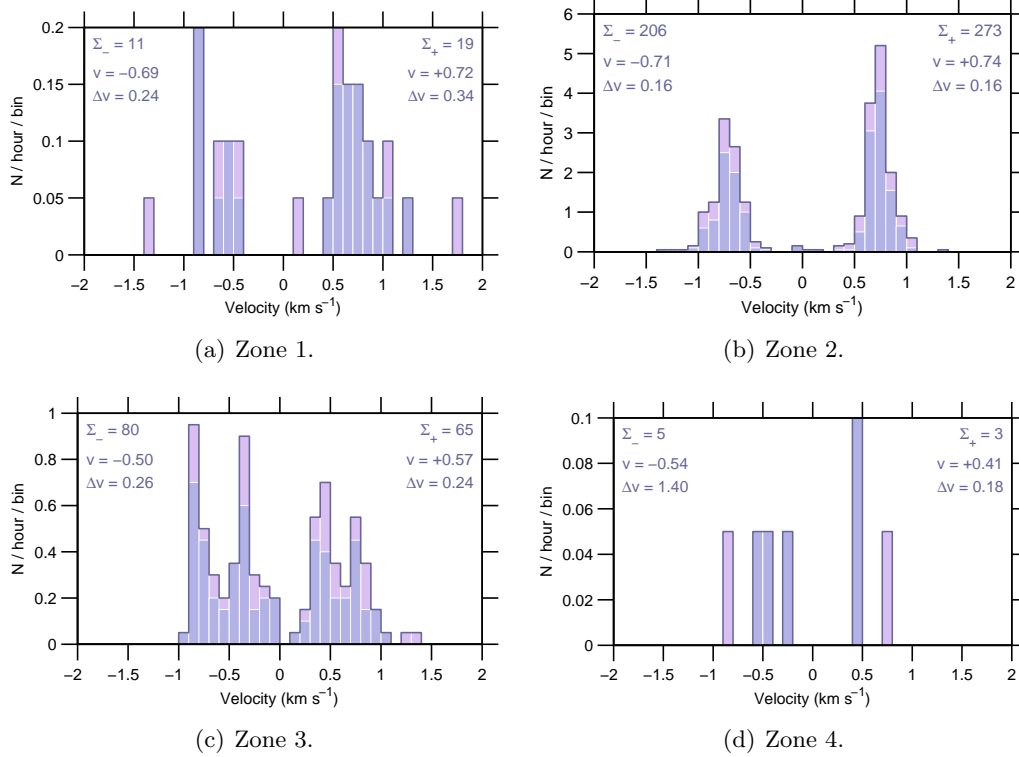 0.2
0.15
0.1
0.05
0
N / hour / bin
Σ₋ = 11
v = −0.69
Δv = 0.24
Σ₊ = 19
v = +0.72
Δv = 0.34
−2 −1.5 −1 −0.5 0 0.5 1 1.5 2
Velocity (km s⁻¹)
(a) Zone 1.
6
5
4
3
2
1
0
N / hour / bin
Σ₋ = 206
v = −0.71
Δv = 0.16
Σ₊ = 273
v = +0.74
Δv = 0.16
−2 −1.5 −1 −0.5 0 0.5 1 1.5 2
Velocity (km s⁻¹)
(b) Zone 2.
1
0.8
0.6
0.4
0.2
0
N / hour / bin
Σ₋ = 80
v = −0.50
Δv = 0.26
Σ₊ = 65
v = +0.57
Δv = 0.24
−2 −1.5 −1 −0.5 0 0.5 1 1.5 2
Velocity (km s⁻¹)
(c) Zone 3.
0.1
0.08
0.06
0.04
0.02
0
N / hour / bin
Σ₋ = 5
v = −0.54
Δv = 1.40
Σ₊ = 3
v = +0.41
Δv = 0.18
−2 −1.5 −1 −0.5 0 0.5 1 1.5 2
Velocity (km s⁻¹)
(d) Zone 4.